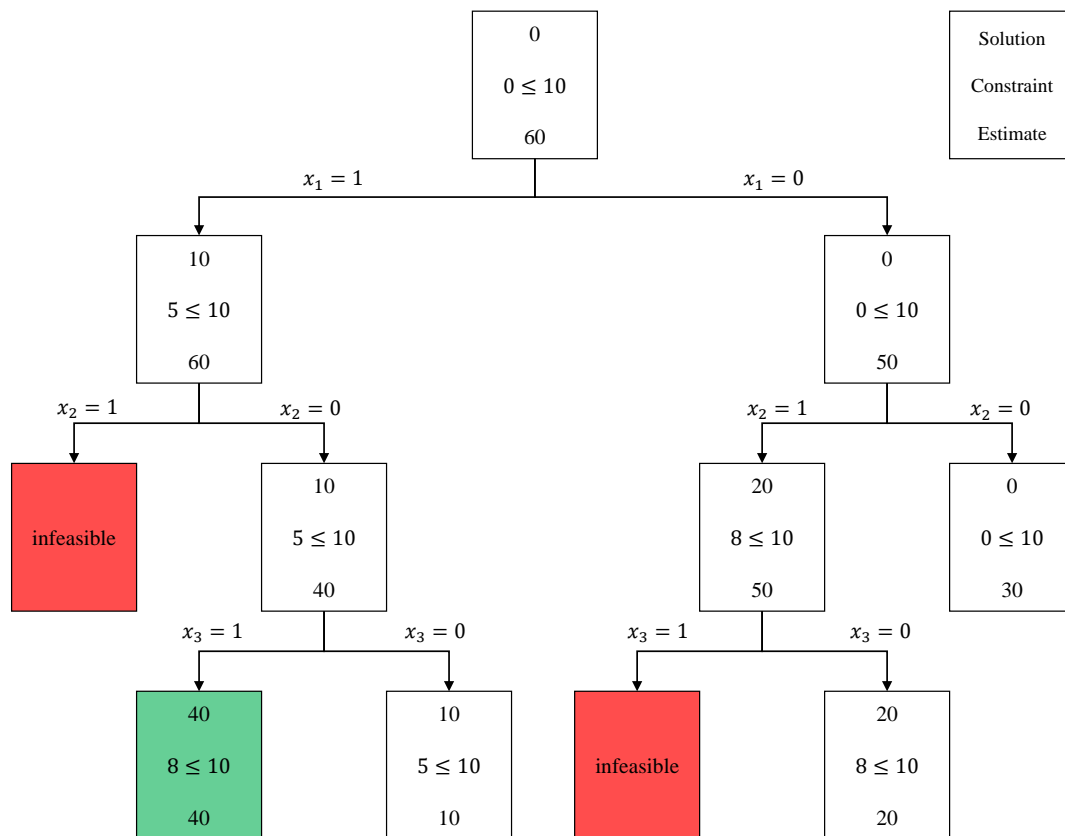 0
0 ≤ 10
60
Solution
Constraint
Estimate
x₁ = 1
x₁ = 0
10
5 ≤ 10
60
0
0 ≤ 10
50
x₂ = 1
x₂ = 0
x₂ = 1
x₂ = 0
infeasible
10
5 ≤ 10
40
20
8 ≤ 10
50
0
0 ≤ 10
30
x₃ = 1
x₃ = 0
x₃ = 1
x₃ = 0
40
8 ≤ 10
40
10
5 ≤ 10
10
infeasible
20
8 ≤ 10
20